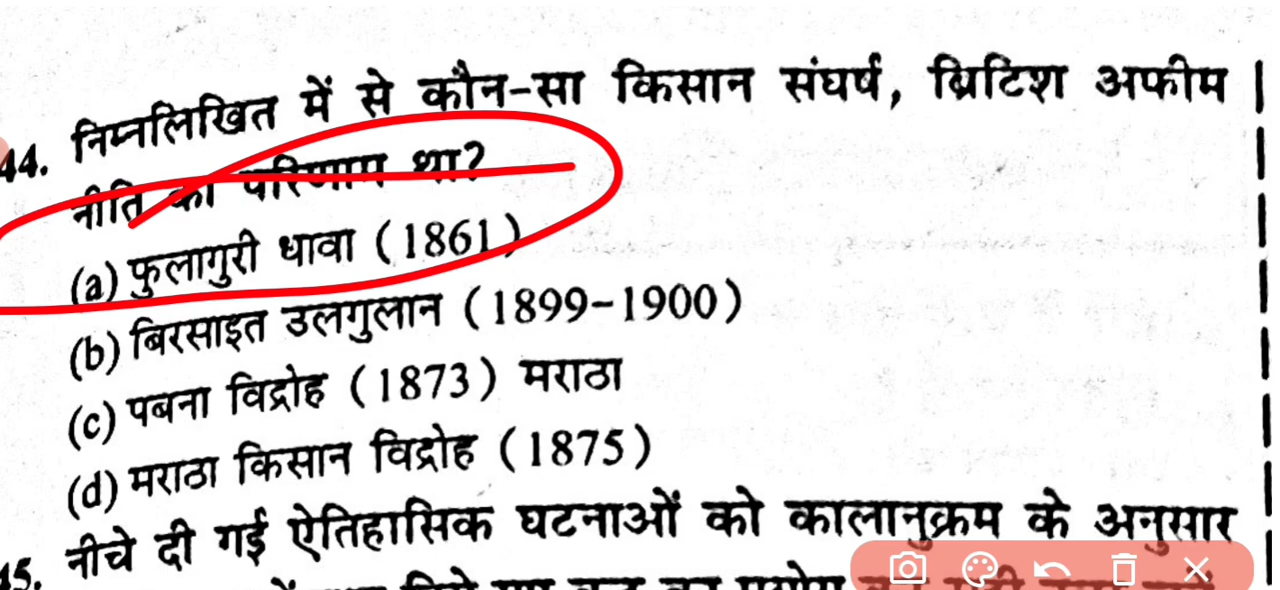 44. निम्नलिखित में से कौन-सा किसान संघर्ष, ब्रिटिश अफीम
नीति का परिणाम था?
(a) फुलागुरी धावा (1861)
(b) बिरसाइत उलगुलान (1899-1900)
(c) पबना विद्रोह (1873) मराठा
(d) मराठा किसान विद्रोह (1875)
45. नीचे दी गई ऐतिहासिक घटनाओं को कालानुक्रम के अनुसार